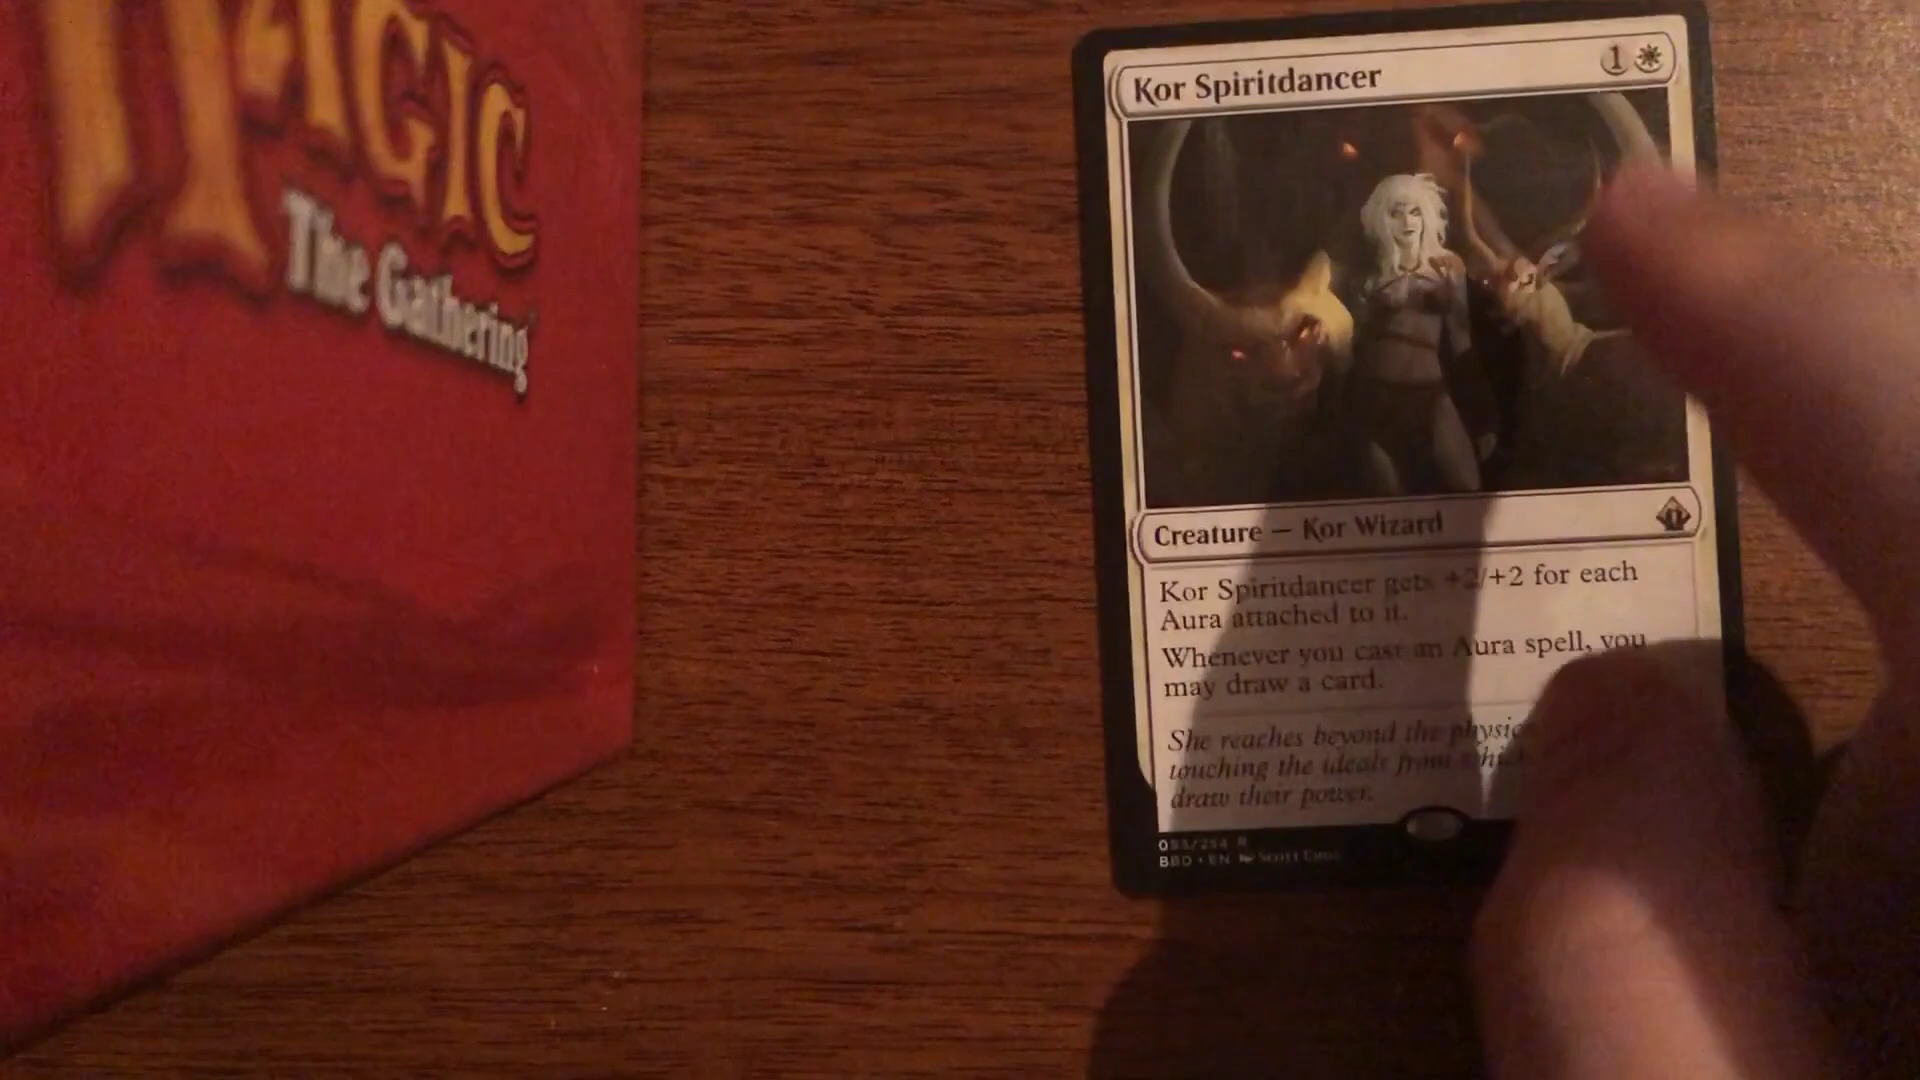 MAGIC
The Gathering
Kor Spiritdancer
1
Creature — Kor Wizard
Kor Spiritdancer gets +2/+2 for each
Aura attached to it.
Whenever you cast an Aura spell, you
may draw a card.
She reaches beyond the
touching the ideals from
draw their power.
/254 R
BBD • EN Scott